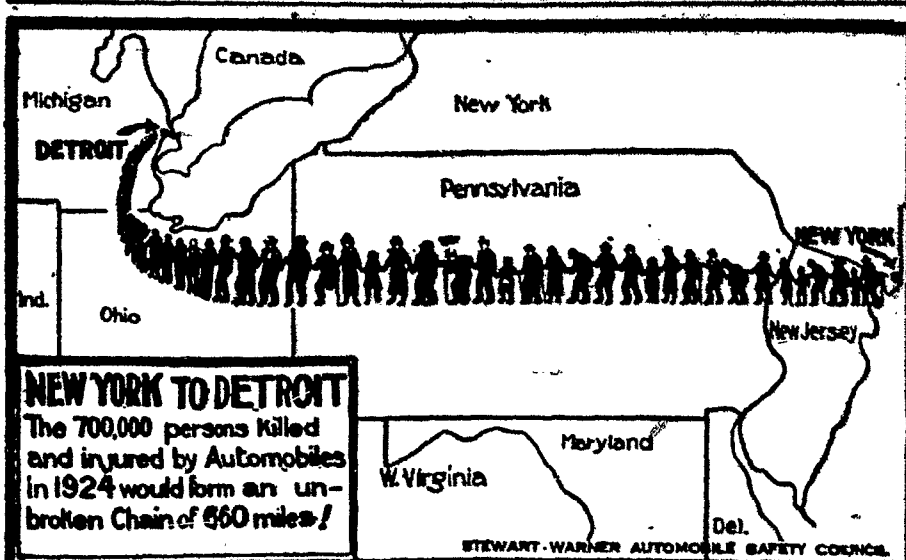 Canada
Michigan
New York
DETROIT
Pennsylvania
NEW YORK
Ind.
Ohio
New Jersey
NEW YORK TO DETROIT
The 700,000 persons killed
and injured by Automobiles
in 1924 would form an un-
broken Chain of miles!
Maryland
W. Virginia
Del.
STEWART-WARNER AUTOMOBILE SAFETY COUNCIL.